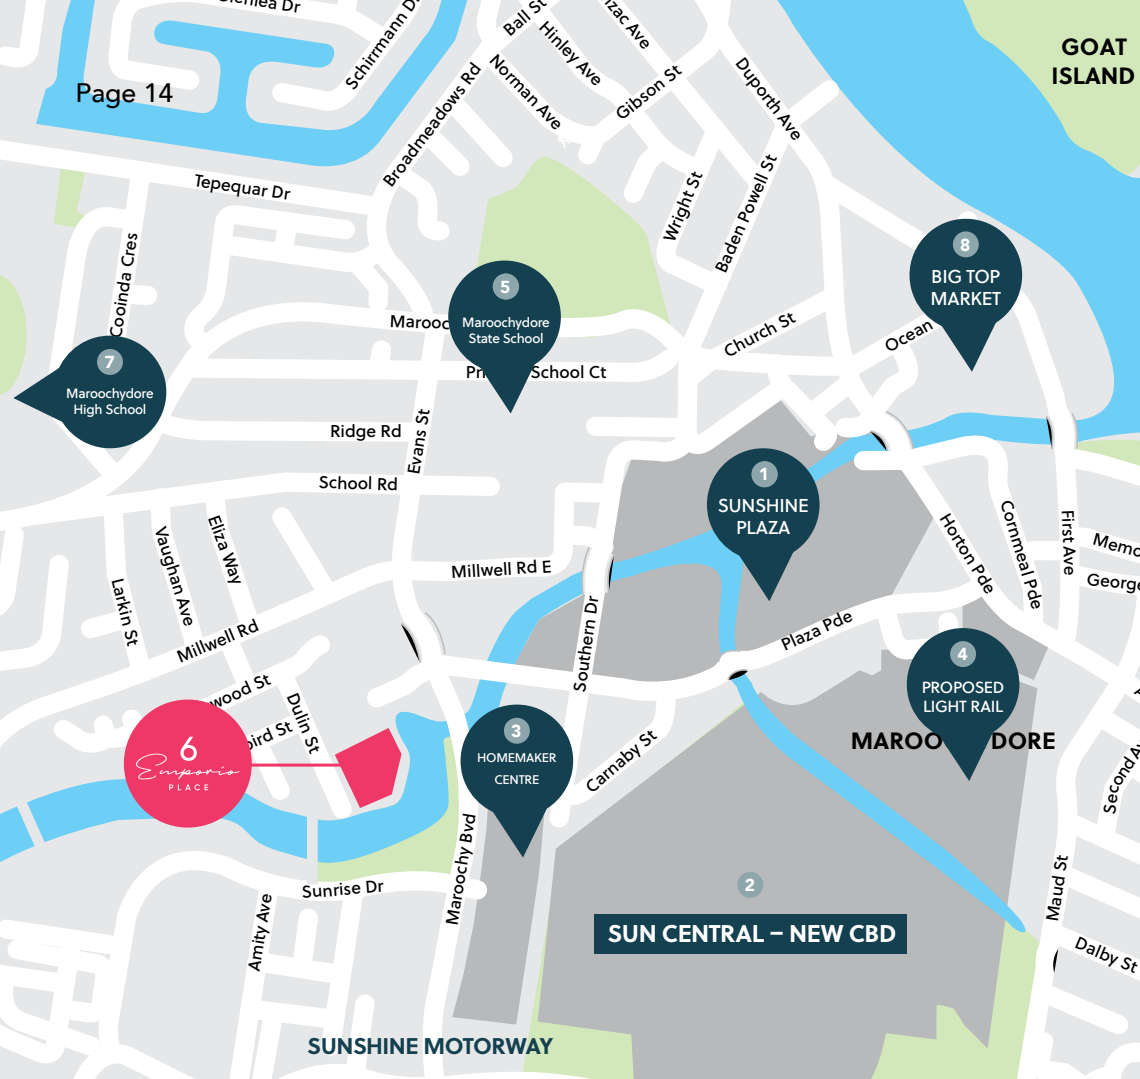 Glenlea Dr
Schirrmann Dr
Ball St
Hinley Ave
Norman Ave
Gibson St
Duporth Ave
GOAT
ISLAND
Page 14
Broadmeadows Rd
Tepequar Dr
Wright St
Baden Powell St
Cooinda Cres
8
BIG TOP
MARKET
5
Maroochydore
State School
Church St
Ocean
7
Maroochydore
High School
School Ct
Ridge Rd
Evans St
School Rd
1
SUNSHINE
PLAZA
Eliza Way
Vaughan Ave
Larkin St
Millwell Rd E
Millwell Rd
Horton Pde
Cornmeal Pde
First Ave
George
Southern Dr
Plaza Pde
4
PROPOSED
LIGHT RAIL
wood St
Dulin St
6
Emporio
PLACE
3
HOMEMAKER
CENTRE
Carnaby St
MAROO
DORE
Maroochy Bvd
Sunrise Dr
Amity Ave
2
SUN CENTRAL – NEW CBD
Maud St
Dalby St
SUNSHINE MOTORWAY